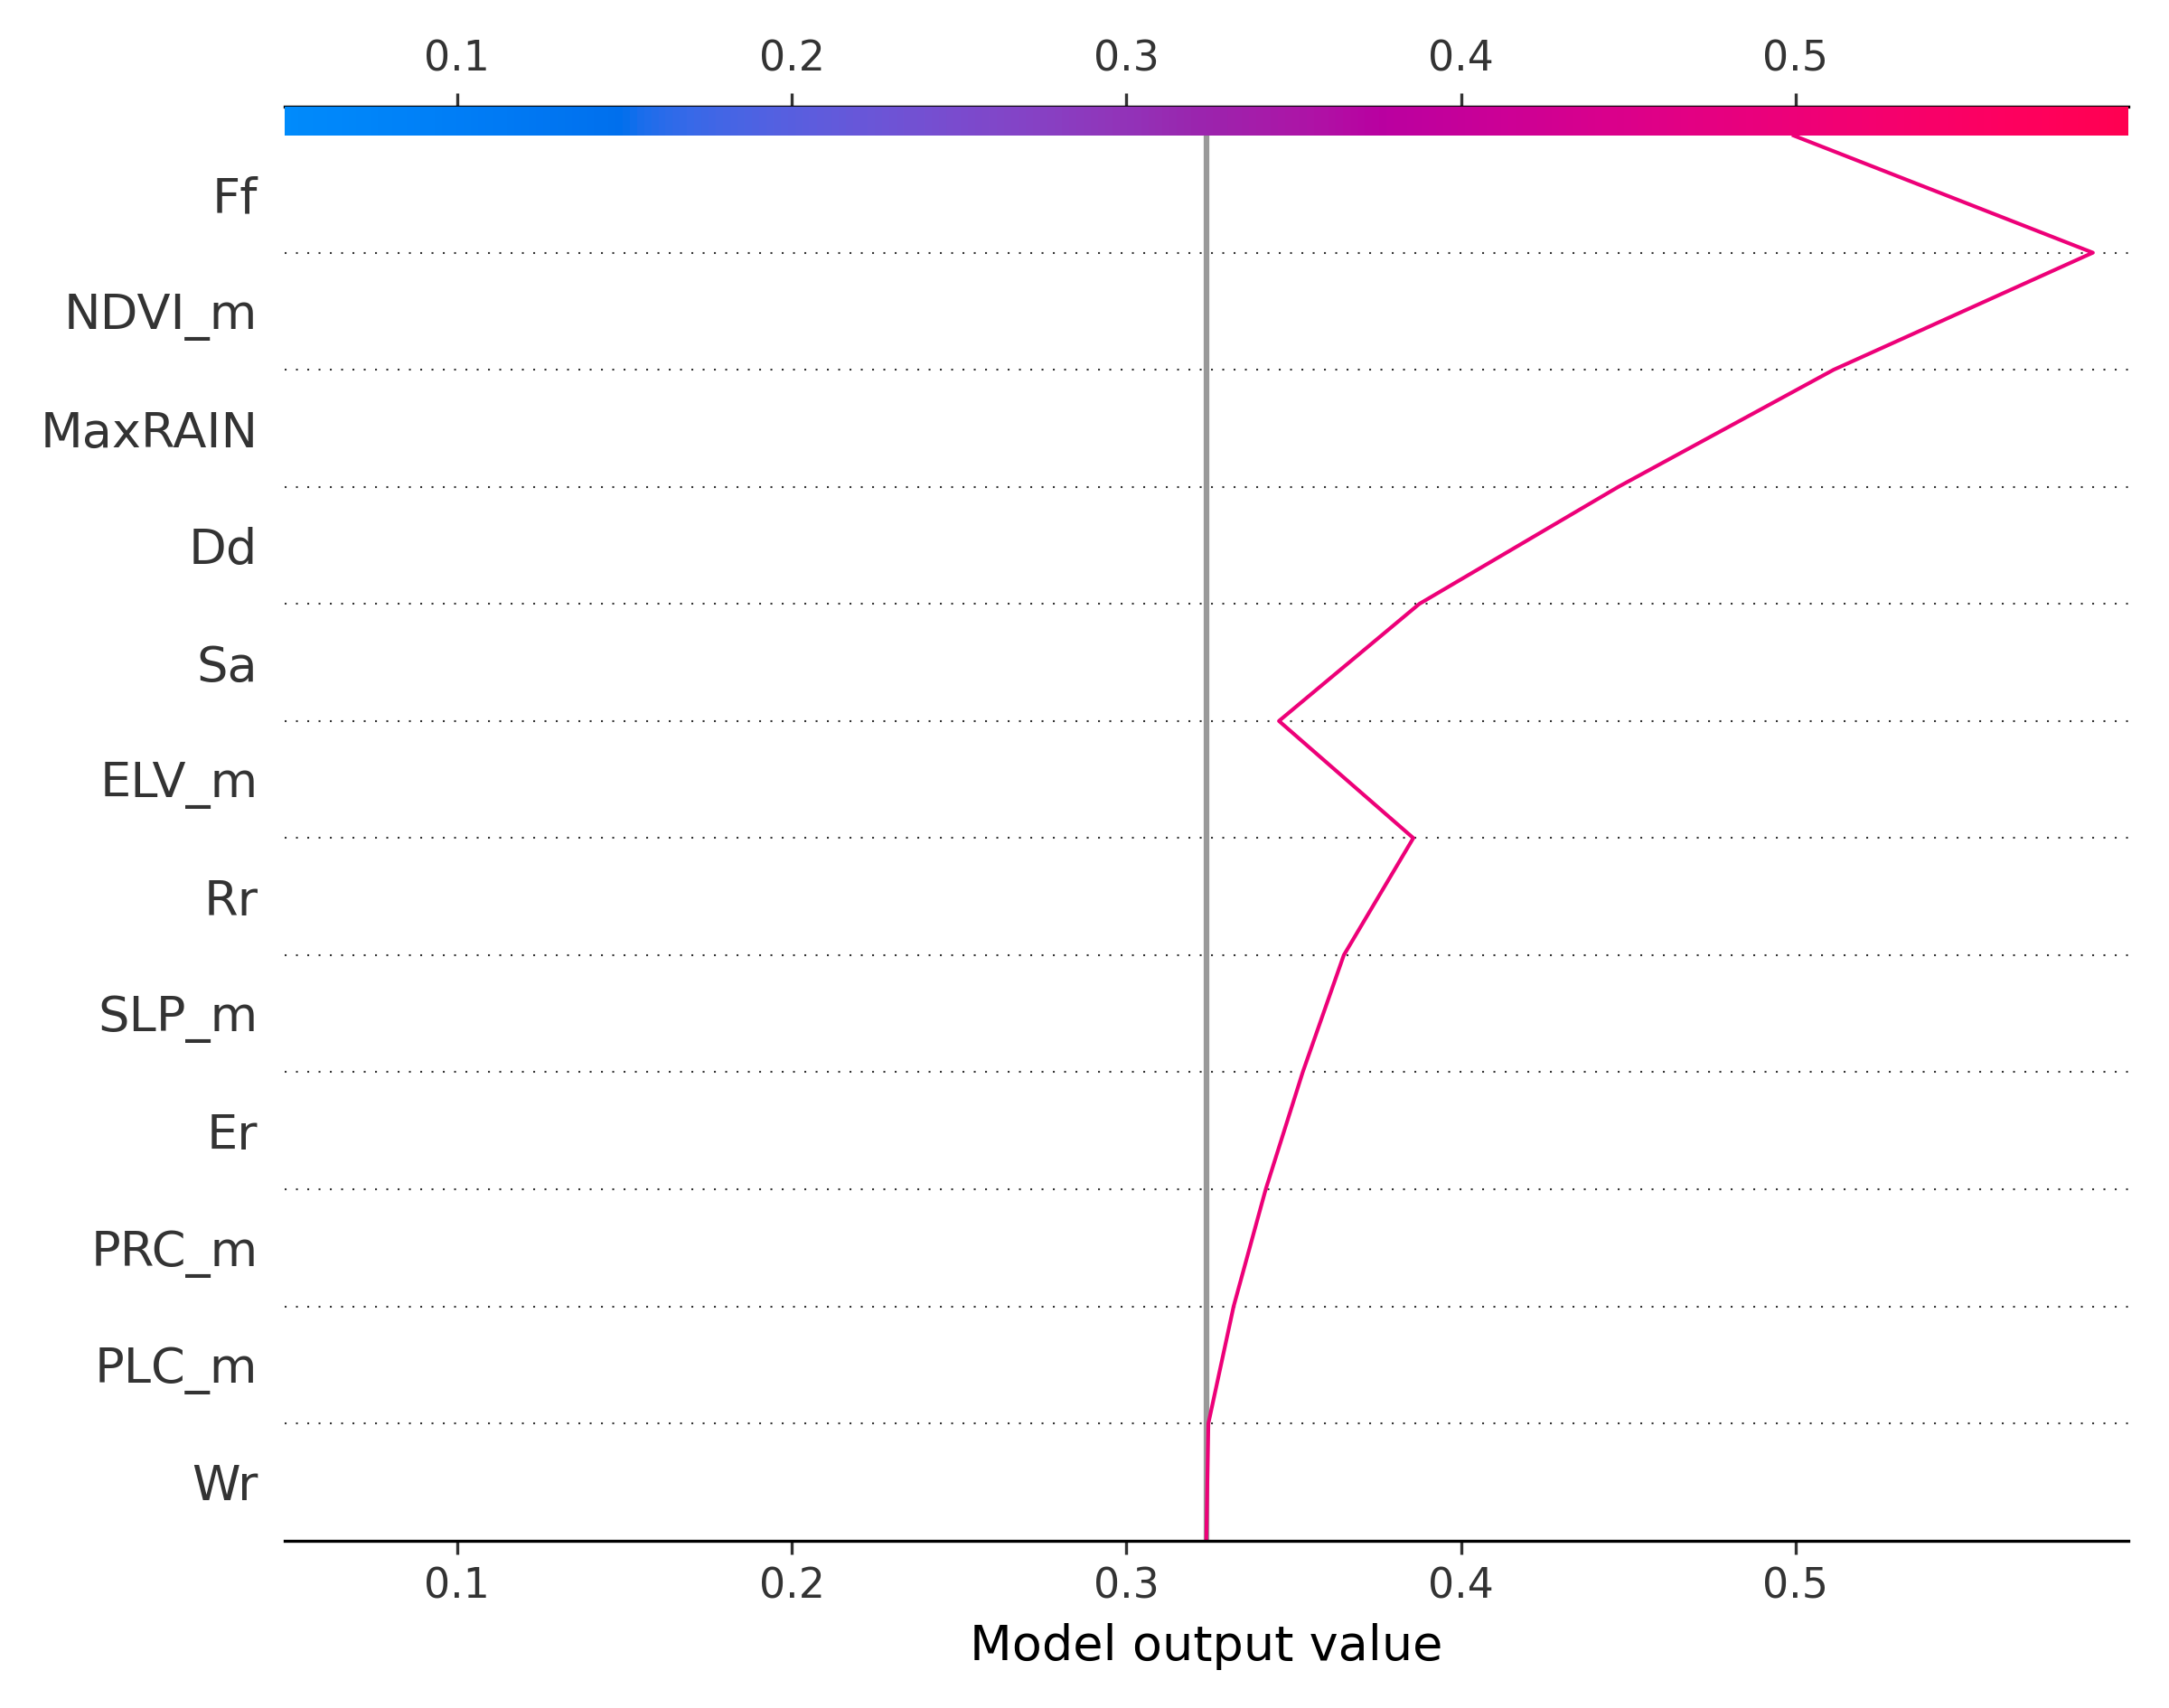 0.1 0.2 0.3 0.4 0.5
Ff
NDVI_m
MaxRAIN
Dd
Sa
ELV_m
Rr
SLP_m
Er
PRC_m
PLC_m
Wr
0.1 0.2 0.3 0.4 0.5
Model output value